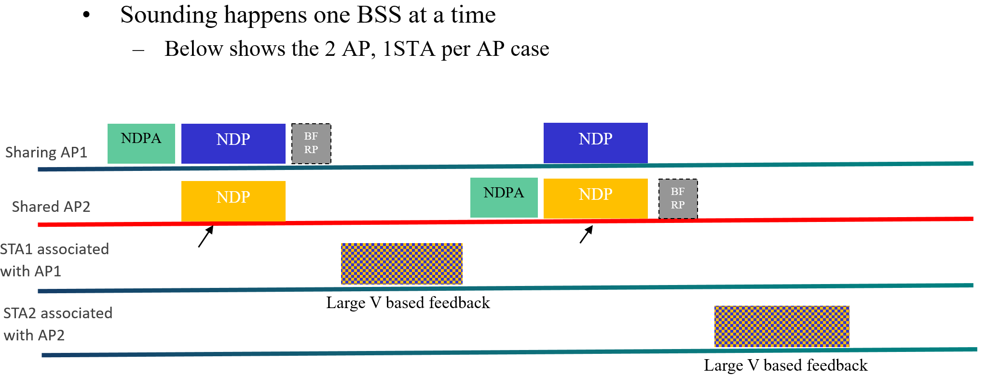 • Sounding happens one BSS at a time
– Below shows the 2 AP, 1STA per AP case
NDPA
NDP
BF
RP
NDP
Sharing AP1
NDP
NDPA
NDP
BF
RP
Shared AP2
STA1 associated
with AP1
Large V based feedback
STA2 associated
with AP2
Large V based feedback